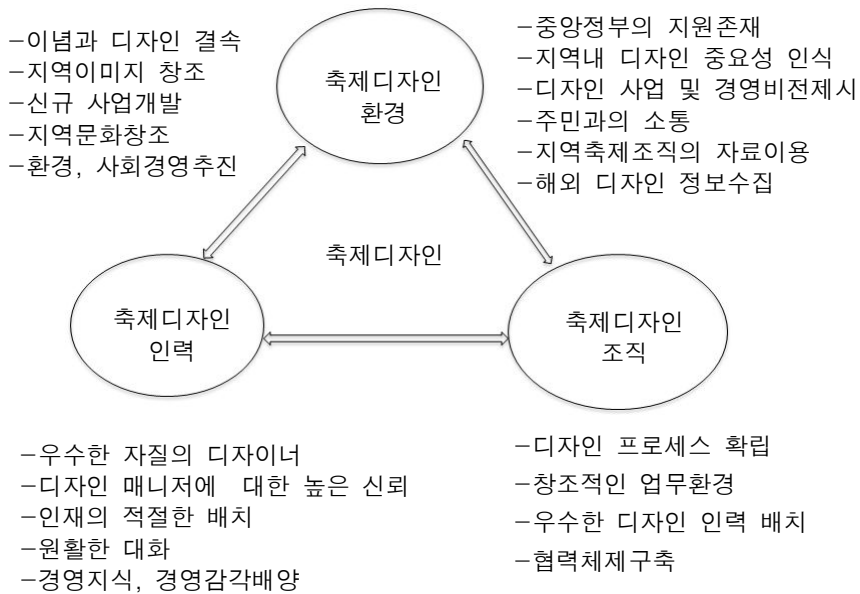 -이념과 디자인 결속
-지역이미지 창조
-신규 사업개발
-지역문화창조
-환경, 사회경영추진
축제디자인
환경
-중앙정부의 지원존재
-지역내 디자인 중요성 인식
-디자인 사업 및 경영비전제시
-주민과의 소통
-지역축제조직의 자료이용
-해외 디자인 정보수집
축제디자인
축제디자인
인력
축제디자인
조직
-우수한 자질의 디자이너
-디자인 매니저에 대한 높은 신뢰
-인재의 적절한 배치
-원활한 대화
-경영지식, 경영감각배양
-디자인 프로세스 확립
-창조적인 업무환경
-우수한 디자인 인력 배치
-협력체제구축